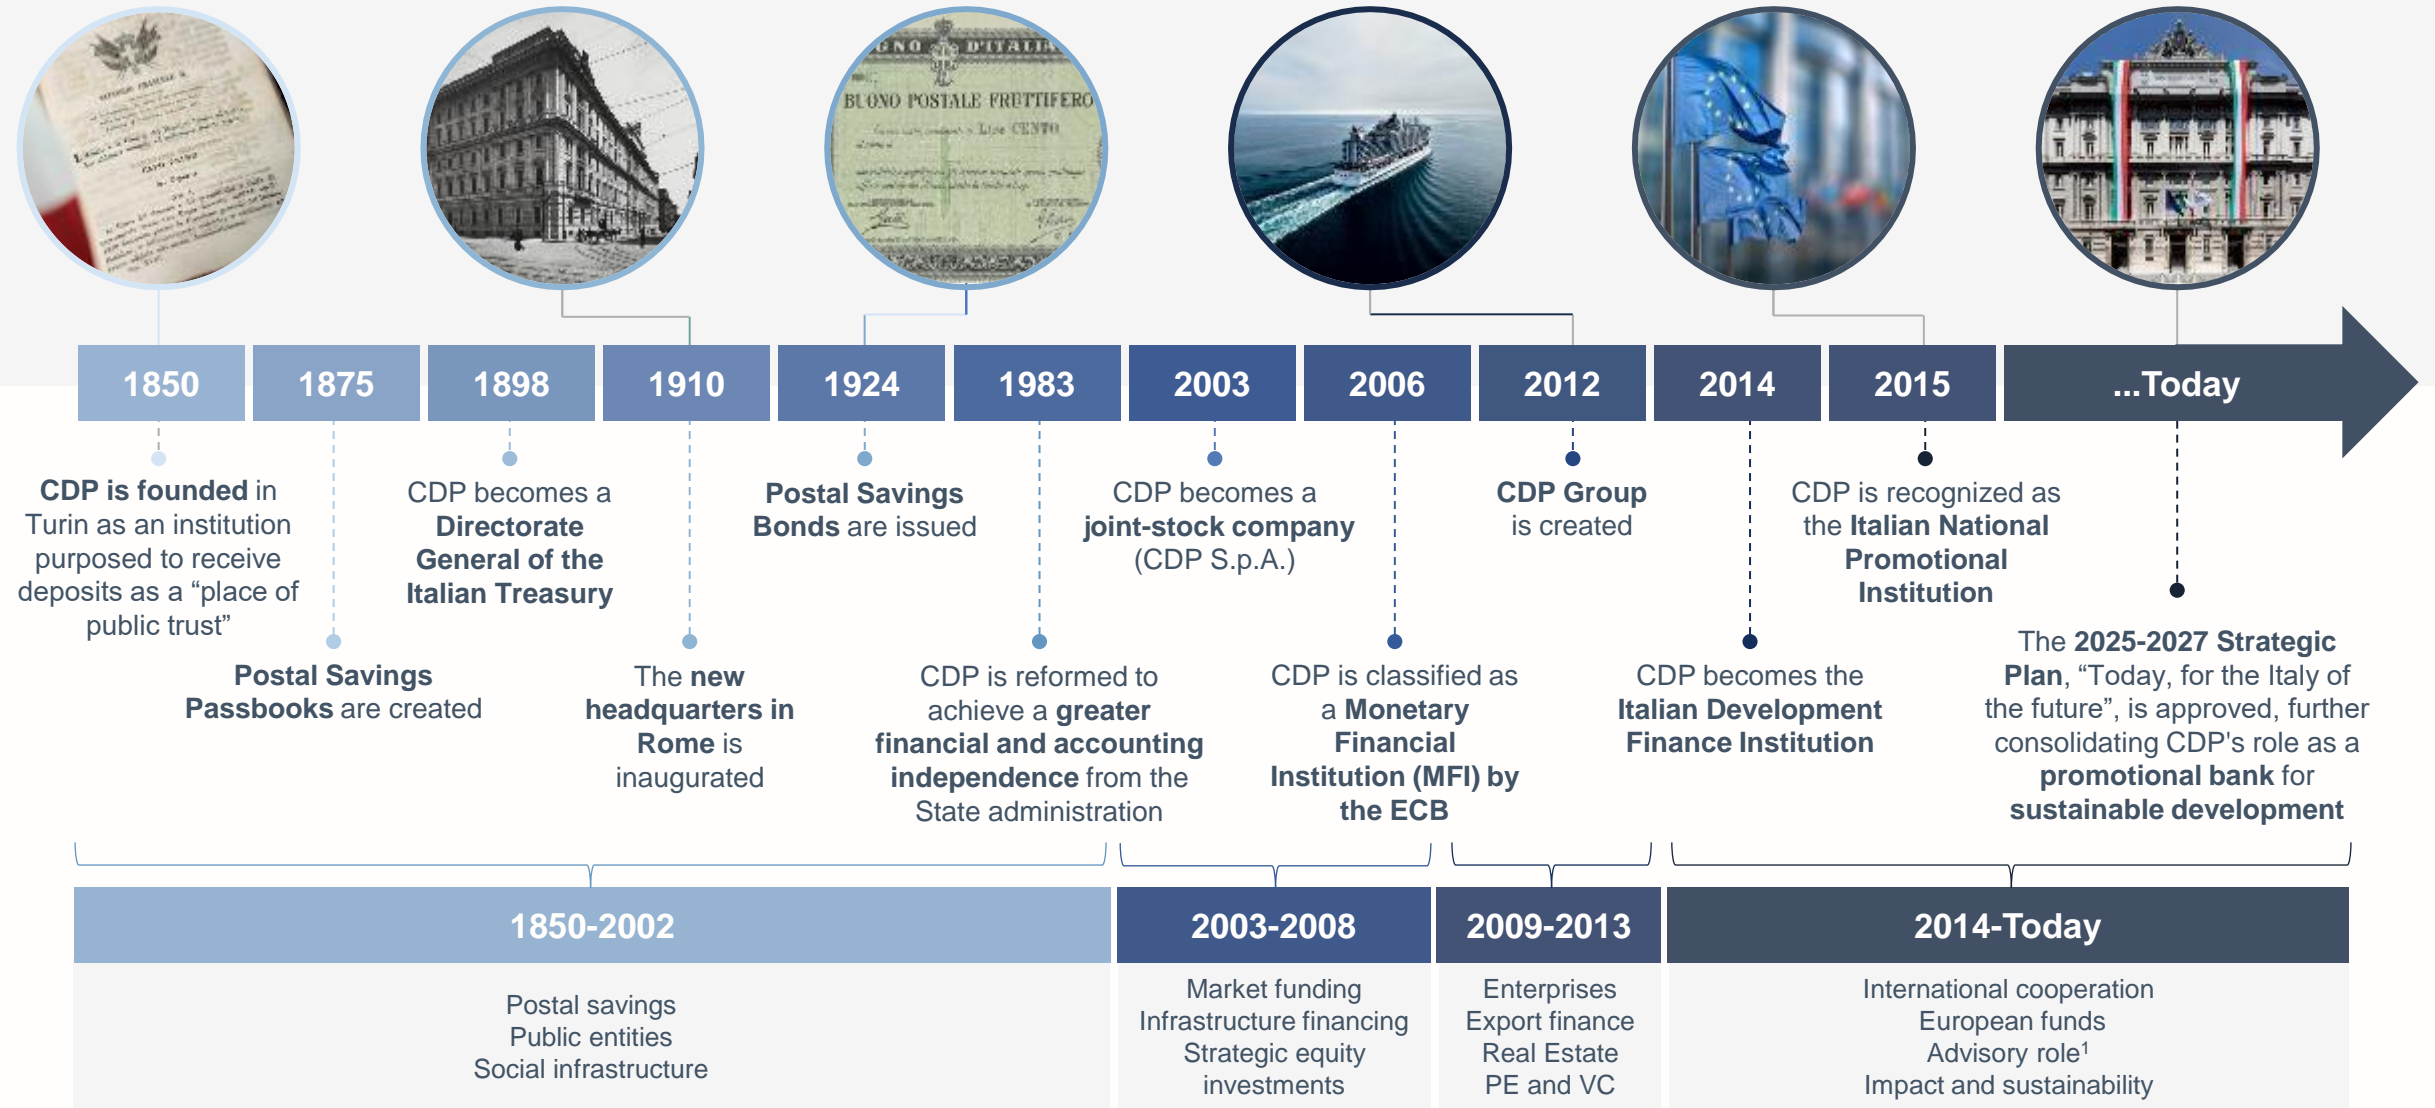 GNO D'ITALIA
BUONO POSTALE FRUTTIFERO
Lire CENTO
1850
1875
1898
1910
1924
1983
2003
2006
2012
2014
2015
...Today
CDP is founded in
Turin as an institution
purposed to receive
deposits as a “place of
public trust”
Postal Savings
Passbooks are created
CDP becomes a
Directorate
General of the
Italian Treasury
The new
headquarters in
Rome is
inaugurated
Postal Savings
Bonds are issued
CDP is reformed to
achieve a greater
financial and accounting
independence from the
State administration
CDP becomes a
joint-stock company
(CDP S.p.A.)
CDP is classified as
a Monetary
Financial
Institution (MFI) by
the ECB
CDP Group
is created
CDP becomes the
Italian Development
Finance Institution
CDP is recognized as
the Italian National
Promotional
Institution
The 2025-2027 Strategic
Plan, “Today, for the Italy of
the future”, is approved, further
consolidating CDP's role as a
promotional bank for
sustainable development
1850-2002
Postal savings
Public entities
Social infrastructure
2003-2008
Market funding
Infrastructure financing
Strategic equity
investments
2009-2013
Enterprises
Export finance
Real Estate
PE and VC
2014-Today
International cooperation
European funds
Advisory role¹
Impact and sustainability